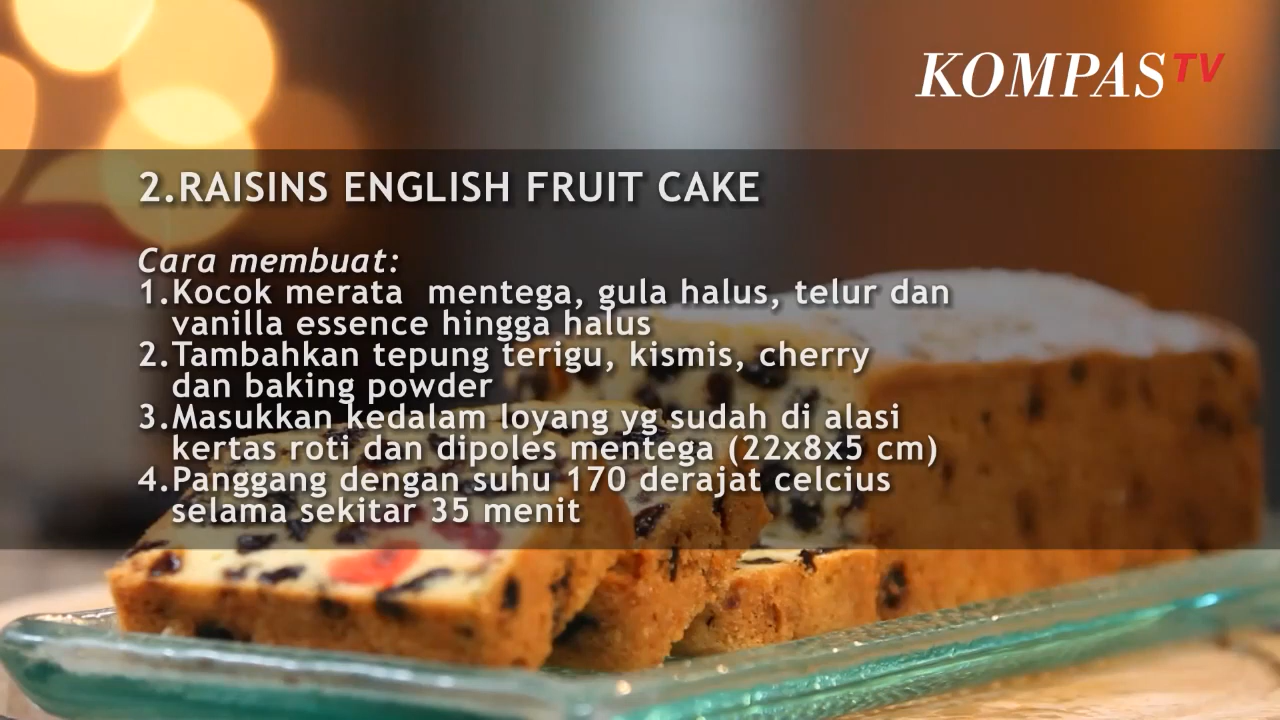 KOMPAS TV
2.RAISINS ENGLISH FRUIT CAKE
Cara membuat:
1.Kocok merata mentega, gula halus, telur dan
vanilla essence hingga halus
2.Tambahkan tepung terigu, kismis, cherry
dan baking powder
3.Masukkan kedalam loyang yg sudah di alasi
kertas roti dan dipoles mentega (22x8x5 cm)
4.Panggang dengan suhu 170 derajat celcius
selama sekitar 35 menit